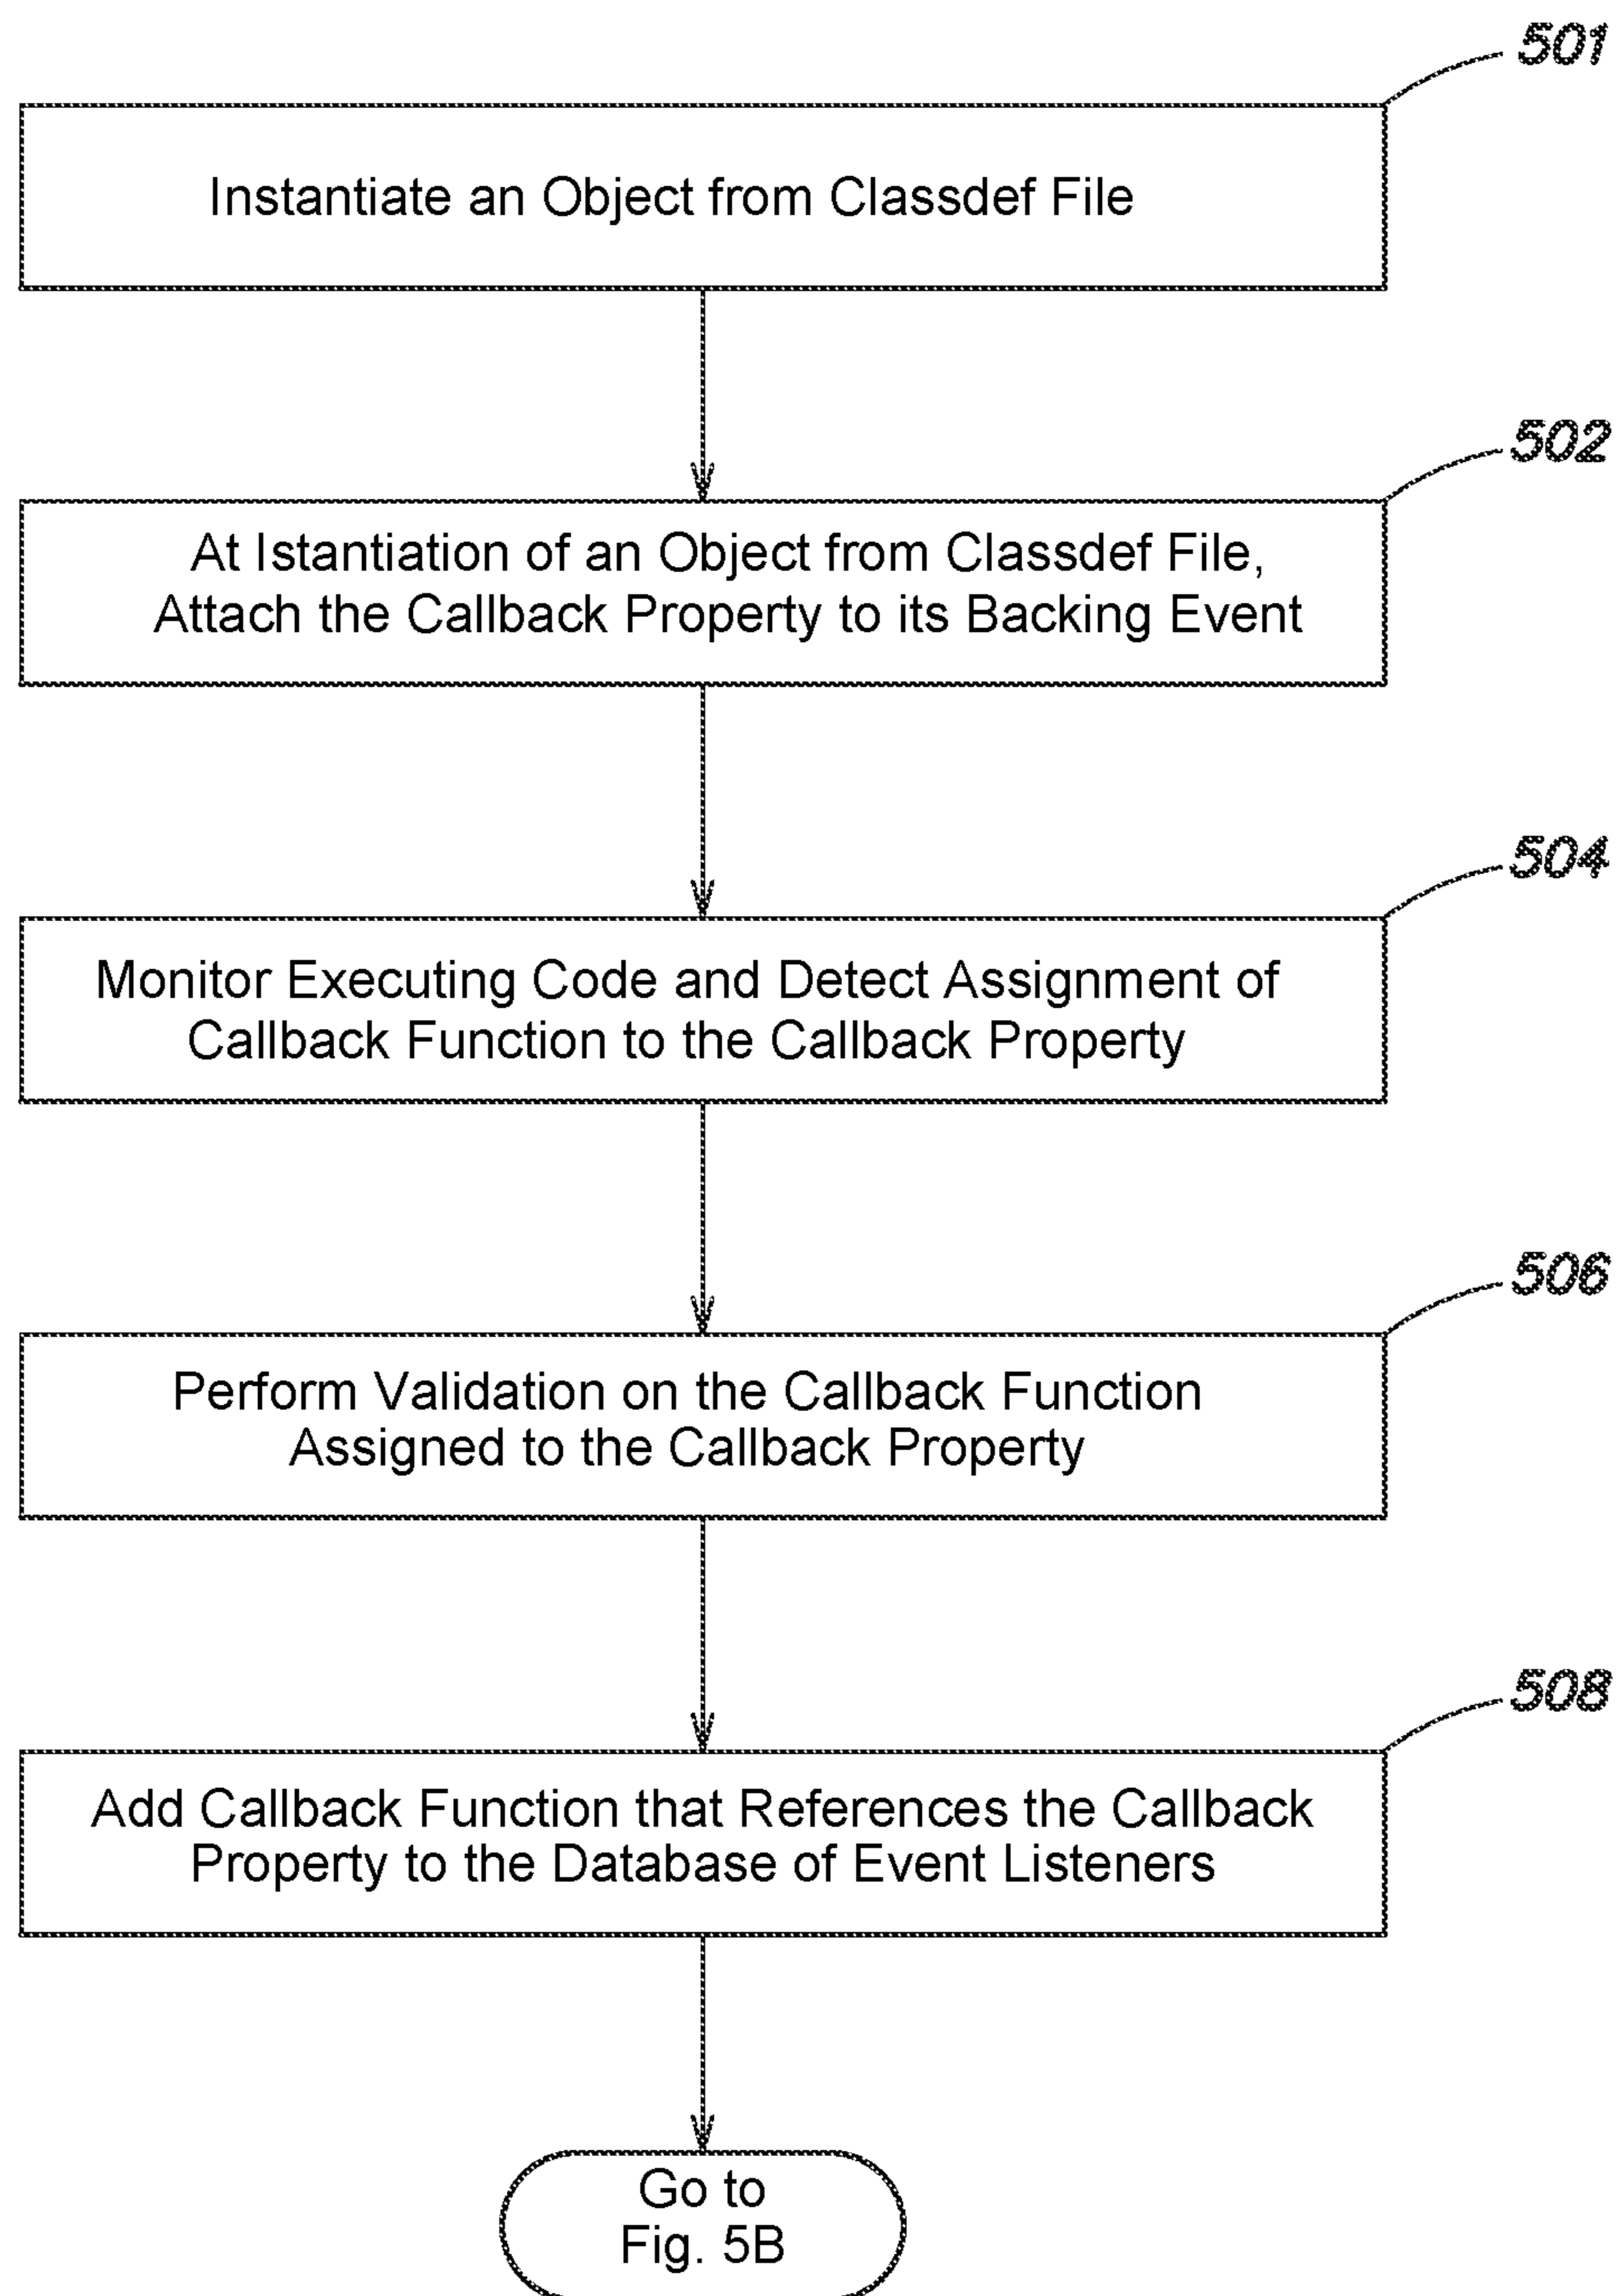 501
Instantiate an Object from Classdef File
502
At Istantiation of an Object from Classdef File,
Attach the Callback Property to its Backing Event
504
Monitor Executing Code and Detect Assignment of
Callback Function to the Callback Property
506
Perform Validation on the Callback Function
Assigned to the Callback Property
508
Add Callback Function that References the Callback
Property to the Database of Event Listeners
Go to
Fig. 5B